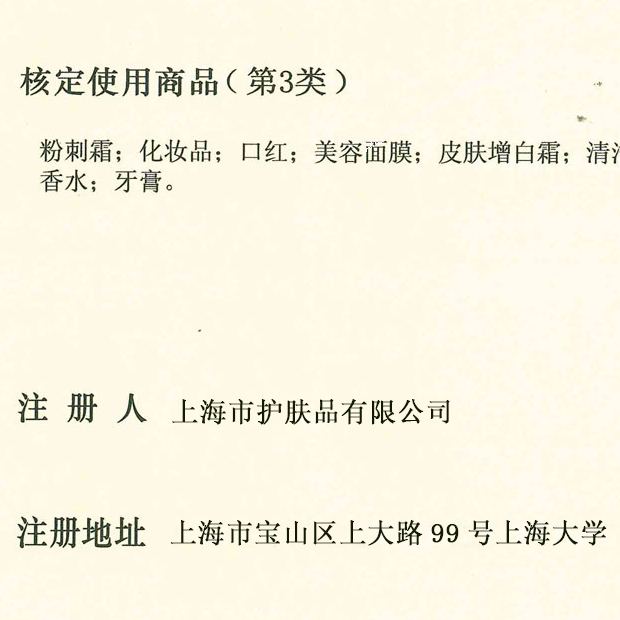 核定使用商品（第3类）
粉刺霜；化妆品；口红；美容面膜；皮肤增白霜；清
香水；牙膏。
注 册 人 上海市护肤品有限公司
注册地址 上海市宝山区上大路 99 号上海大学